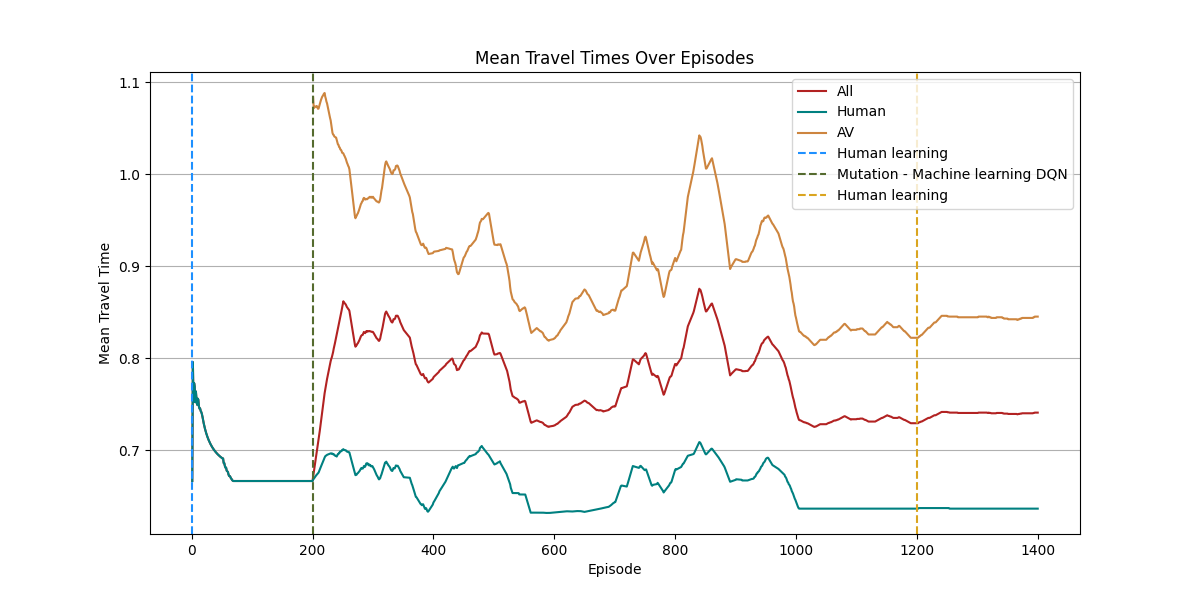 Mean Travel Times Over Episodes
Mean Travel Time
1.1
1.0
0.9
0.8
0.7
All
Human
AV
Human learning
Mutation - Machine learning DQN
Human learning
0 200 400 600 800 1000 1200 1400
Episode